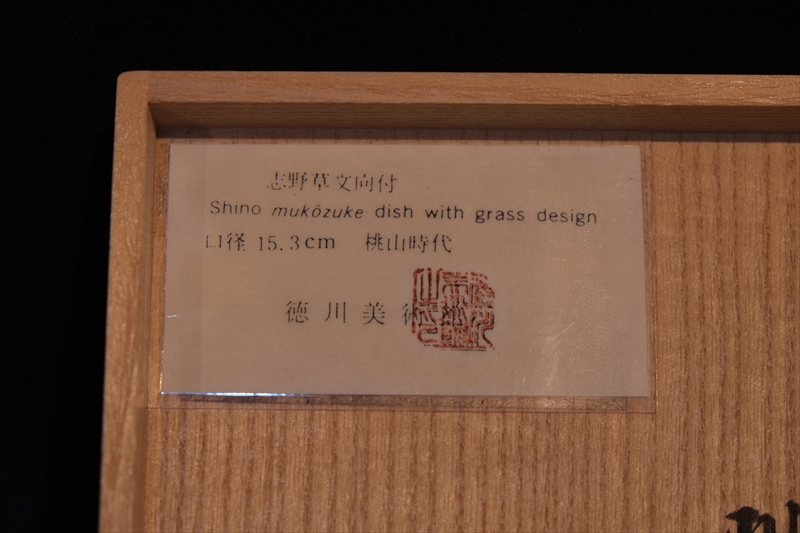 志野草文向付
Shino mukōzuke dish with grass design
口径 15.3cm 桃山時代
徳川美術館